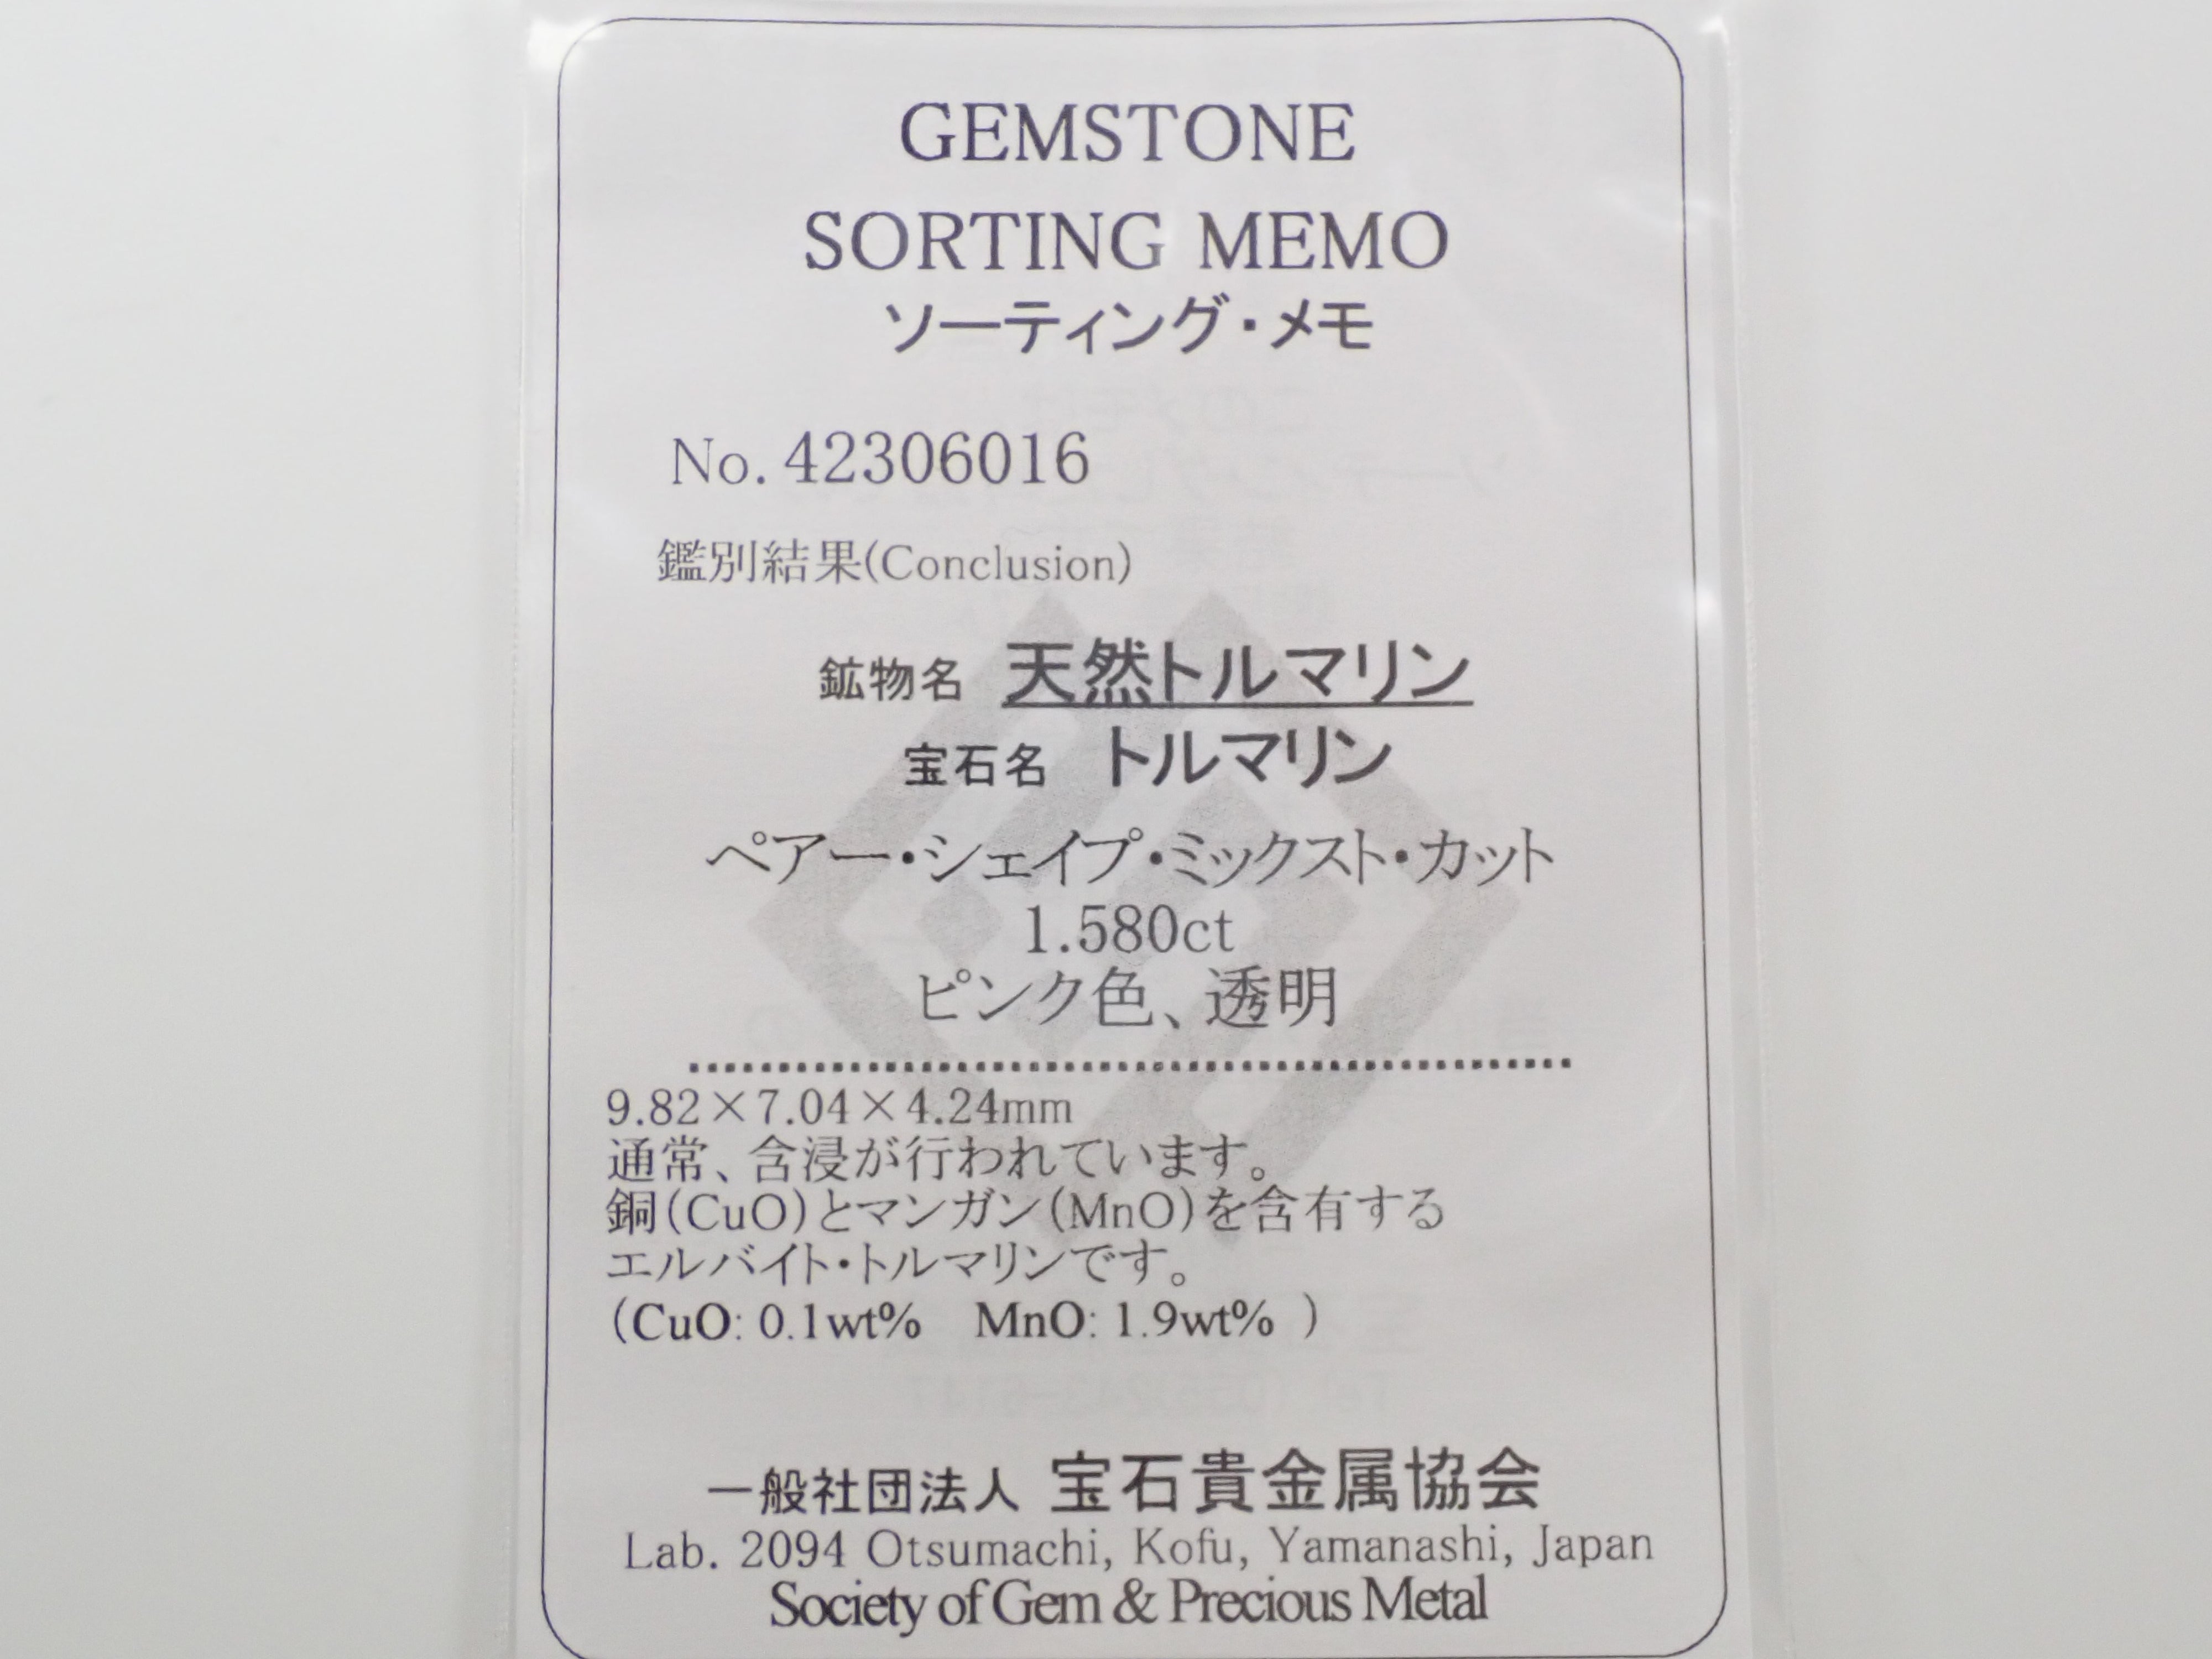 GEMSTONE
SORTING MEMO
ソーティング・メモ
No. 42306016
鑑別結果(Conclusion)
鉱物名 天然トルマリン
宝石名 トルマリン
ペアー・シェイプ・ミックスト・カット
1.580ct
ピンク色、透明
9.82×7.04×4.24mm
通常、含浸が行われています。
銅(CuO)とマンガン(MnO)を含有する
エルバイト・トルマリンです。
(CuO: 0.1wt% MnO: 1.9wt% )
一般社団法人 宝石貴金属協会
Lab. 2094 Otsumachi, Kofu, Yamanashi, Japan
Society of Gem & Precious Metal